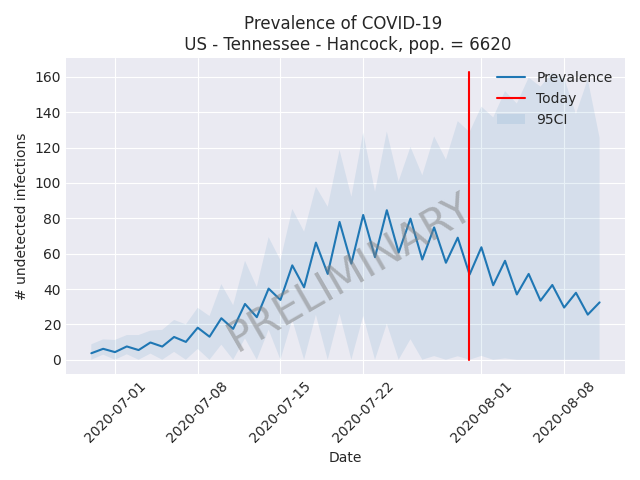 Prevalence of COVID-19
US - Tennessee - Hancock, pop. = 6620
# undetected infections
160
140
120
100
80
60
40
20
0
Prevalence
Today
95CI
PRELIMINARY
2020-07-01
2020-07-08
2020-07-15
2020-07-22
2020-08-01
2020-08-08
Date